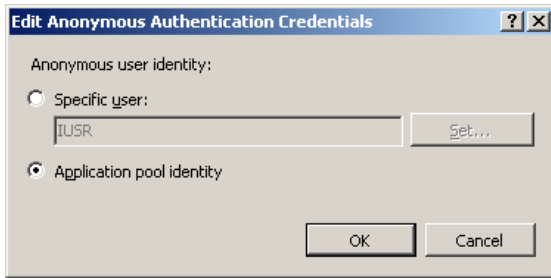 Edit Anonymous Authentication Credentials
Anonymous user identity:
Specific user:
IUSR
Set...
Application pool identity
OK
Cancel